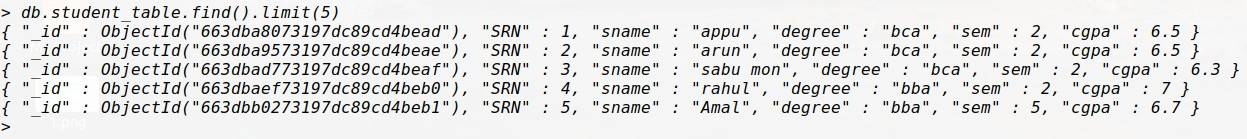 > db.student_table.find().limit(5)
{ "_id" : ObjectId("663dba8073197dc89cd4bead"), "SRN" : 1, "sname" : "appu", "degree" : "bca", "sem" : 2, "cgpa" : 6.5 }
{ "_id" : ObjectId("663dba9573197dc89cd4beae"), "SRN" : 2, "sname" : "arun", "degree" : "bca", "sem" : 2, "cgpa" : 6.5 }
{ "_id" : ObjectId("663dbad773197dc89cd4beaf"), "SRN" : 3, "sname" : "sabu mon", "degree" : "bca", "sem" : 2, "cgpa" : 6.3 }
{ "_id" : ObjectId("663dbaef73197dc89cd4beb0"), "SRN" : 4, "sname" : "rahul", "degree" : "bba", "sem" : 2, "cgpa" : 7 }
{ "_id" : ObjectId("663dbb0273197dc89cd4beb1"), "SRN" : 5, "sname" : "Amal", "degree" : "bba", "sem" : 5, "cgpa" : 6.7 }
>